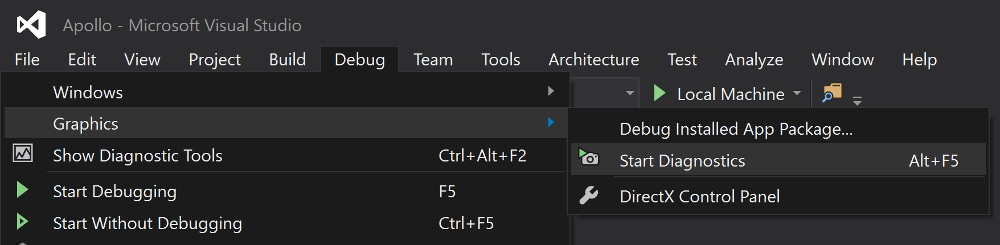 Apollo - Microsoft Visual Studio
File Edit View Project Build Debug Team Tools Architecture Test Analyze Window Help
Local Machine
Windows
Graphics
Show Diagnostic Tools Ctrl+Alt+F2
Start Debugging F5
Start Without Debugging Ctrl+F5
Debug Installed App Package...
Start Diagnostics Alt+F5
DirectX Control Panel